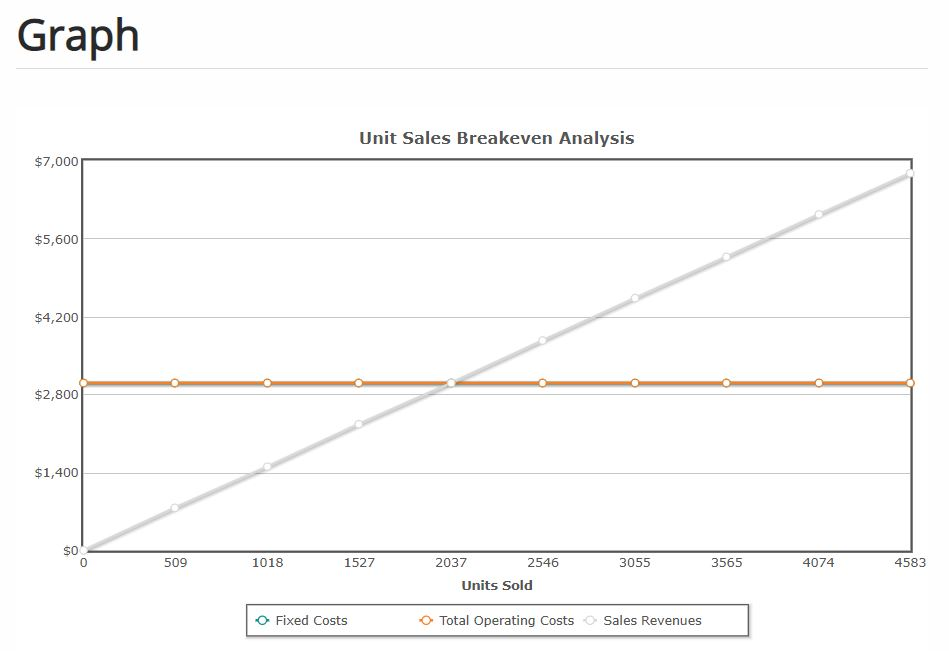 Graph
Unit Sales Breakeven Analysis
$7,000
$5,600
$4,200
$2,800
$1,400
$0
0 509 1018 1527 2037 2546 3055 3565 4074 4583
Units Sold
Fixed Costs Total Operating Costs Sales Revenues